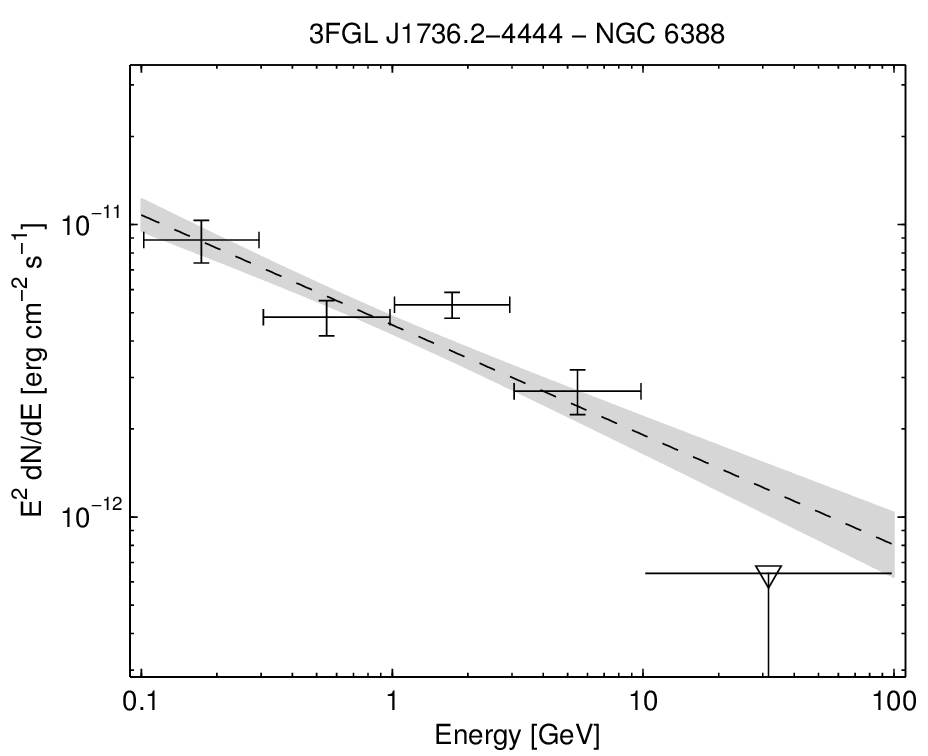 3FGL J1736.2−4444 − NGC 6388
E² dN/dE [erg cm⁻² s⁻¹]
10⁻¹¹
10⁻¹²
0.1 1 10 100
Energy [GeV]